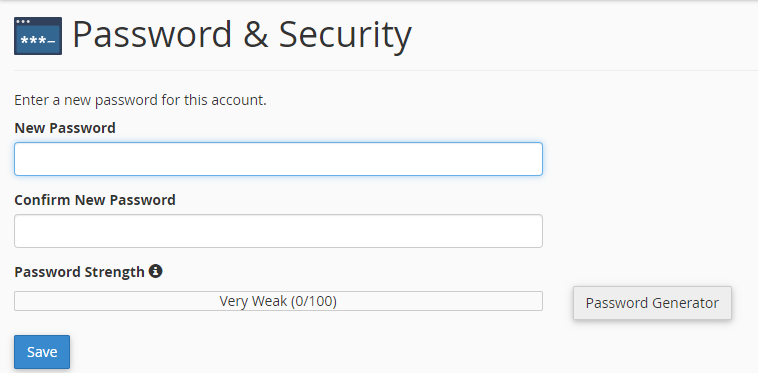 ***–
Password & Security
Enter a new password for this account.
New Password
Confirm New Password
Password Strength
Very Weak (0/100)
Password Generator
Save